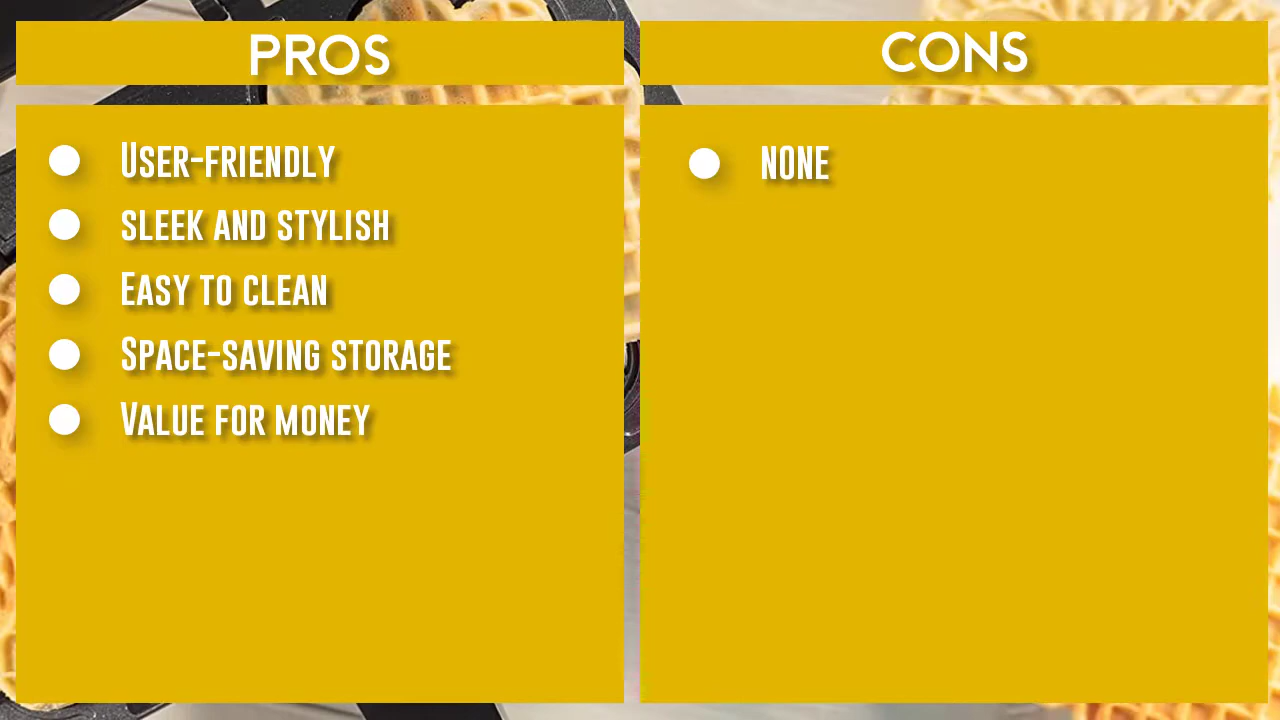 PROS
User-friendly
sleek and stylish
Easy to clean
Space-saving storage
Value for money
CONS
NONE